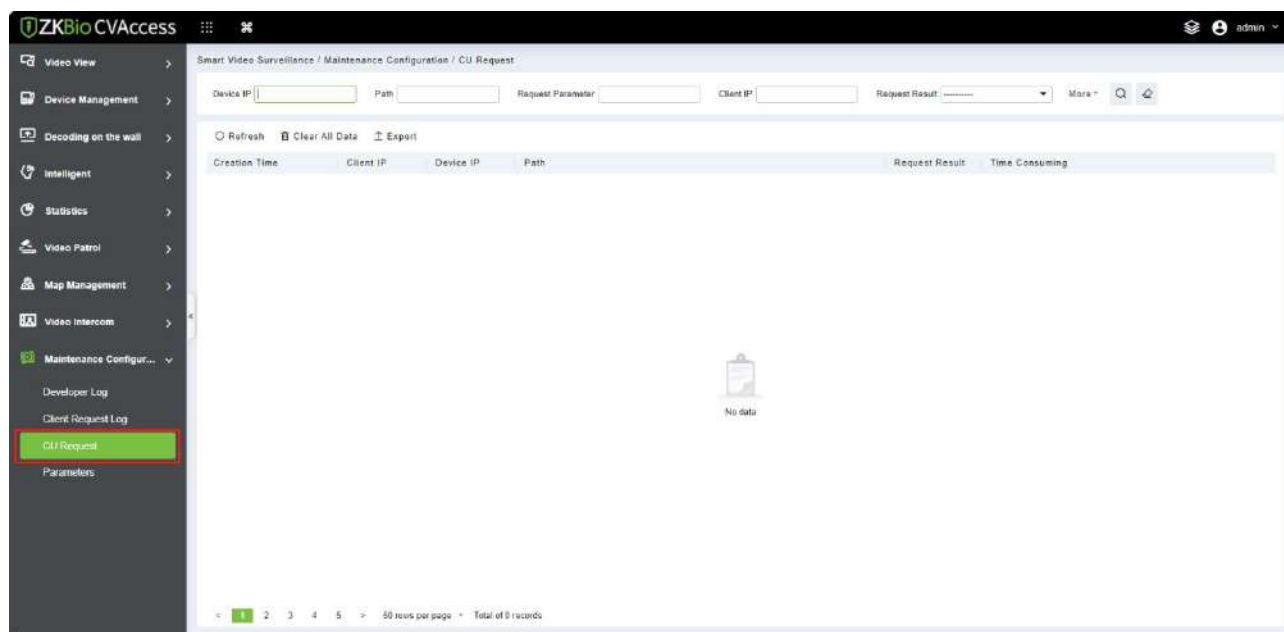 ZKBio CVAccess
admin
Video View
Device Management
Decoding on the wall
Intelligent
Statistics
Video Patrol
Map Management
Video Intercom
Maintenance Configur...
Developer Log
Client Request Log
CU Request
Parameters
Smart Video Surveillance / Maintenance Configuration / CU Request
Device IP Path Request Parameter Client IP Request Result ---------- More
Refresh Clear All Data Export
Creation Time Client IP Device IP Path Request Result Time Consuming
No data
< 1 2 3 4 5 > 50 rows per page Total of 0 records